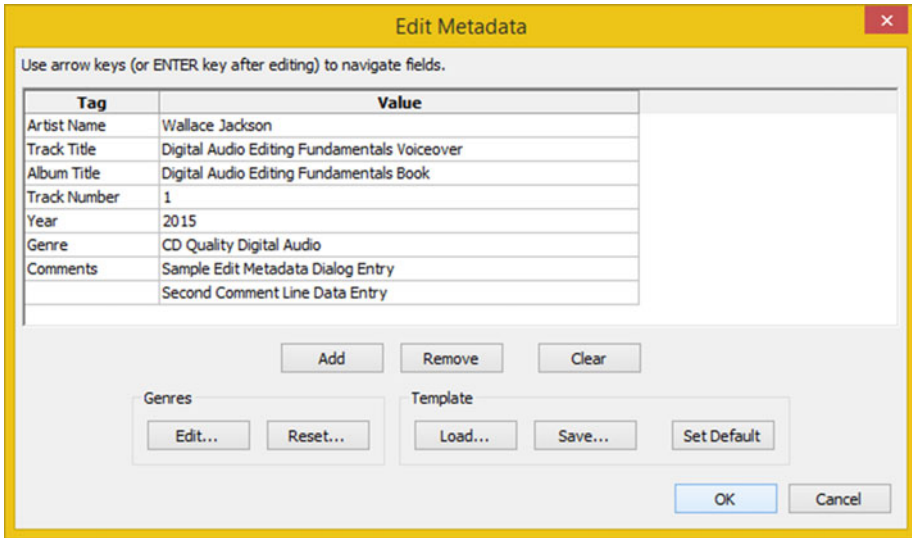 Edit Metadata
Use arrow keys (or ENTER key after editing) to navigate fields.
Tag Value
Artist Name Wallace Jackson
Track Title Digital Audio Editing Fundamentals Voiceover
Album Title Digital Audio Editing Fundamentals Book
Track Number 1
Year 2015
Genre CD Quality Digital Audio
Comments Sample Edit Metadata Dialog Entry
Second Comment Line Data Entry
Add Remove Clear
Genres Template
Edit... Reset... Load... Save... Set Default
OK Cancel